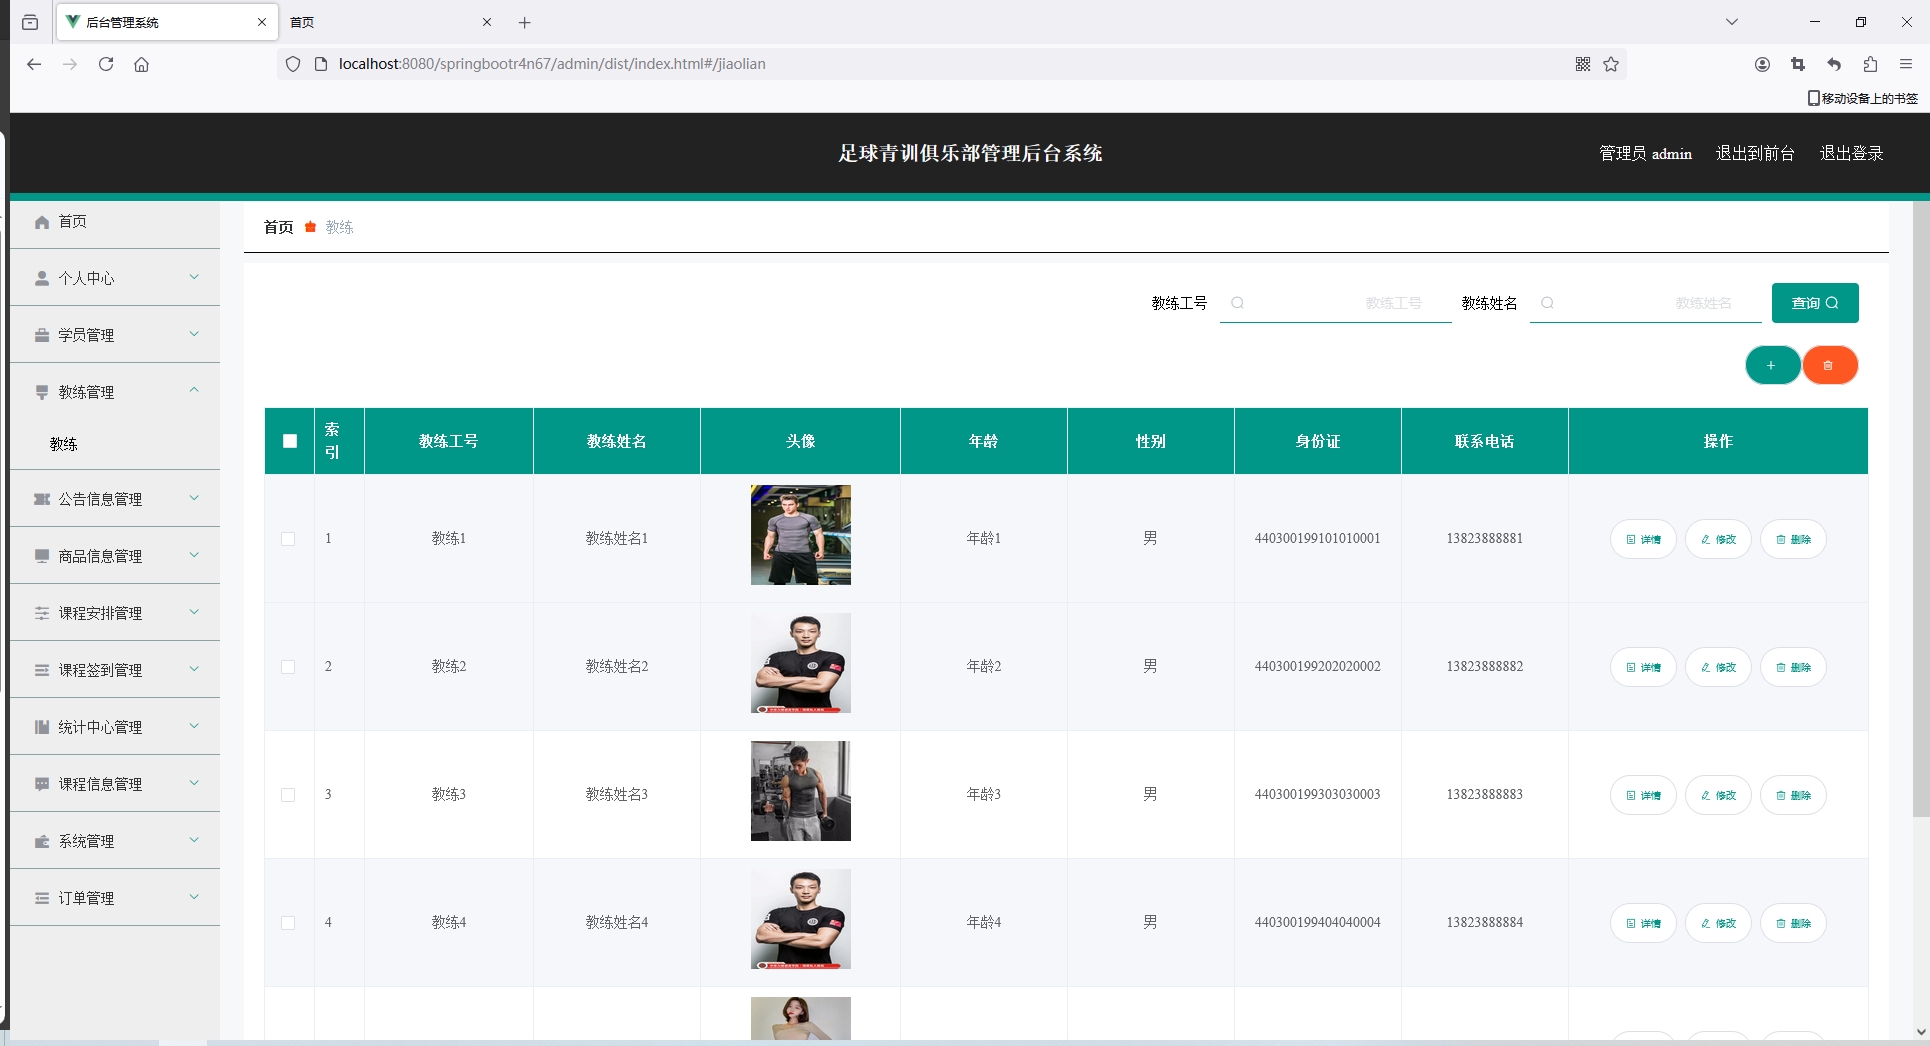 后台管理系统
首页
localhost:8080/springbootr4n67/admin/dist/index.html#/jiaolian
移动设备上的书签
足球青训俱乐部管理后台系统
管理员 admin 退出到前台 退出登录
首页
个人中心
学员管理
教练管理
教练
公告信息管理
商品信息管理
课程安排管理
课程签到管理
统计中心管理
课程信息管理
系统管理
订单管理
首页 教练
教练工号 教练工号 教练姓名 教练姓名 查询
索引 教练工号 教练姓名 头像 年龄 性别 身份证 联系电话 操作
1 教练1 教练姓名1 年龄1 男 440300199101010001 13823888881 详情 修改 删除
2 教练2 教练姓名2 年龄2 男 440300199202020002 13823888882 详情 修改 删除
3 教练3 教练姓名3 年龄3 男 440300199303030003 13823888883 详情 修改 删除
4 教练4 教练姓名4 年龄4 男 440300199404040004 13823888884 详情 修改 删除